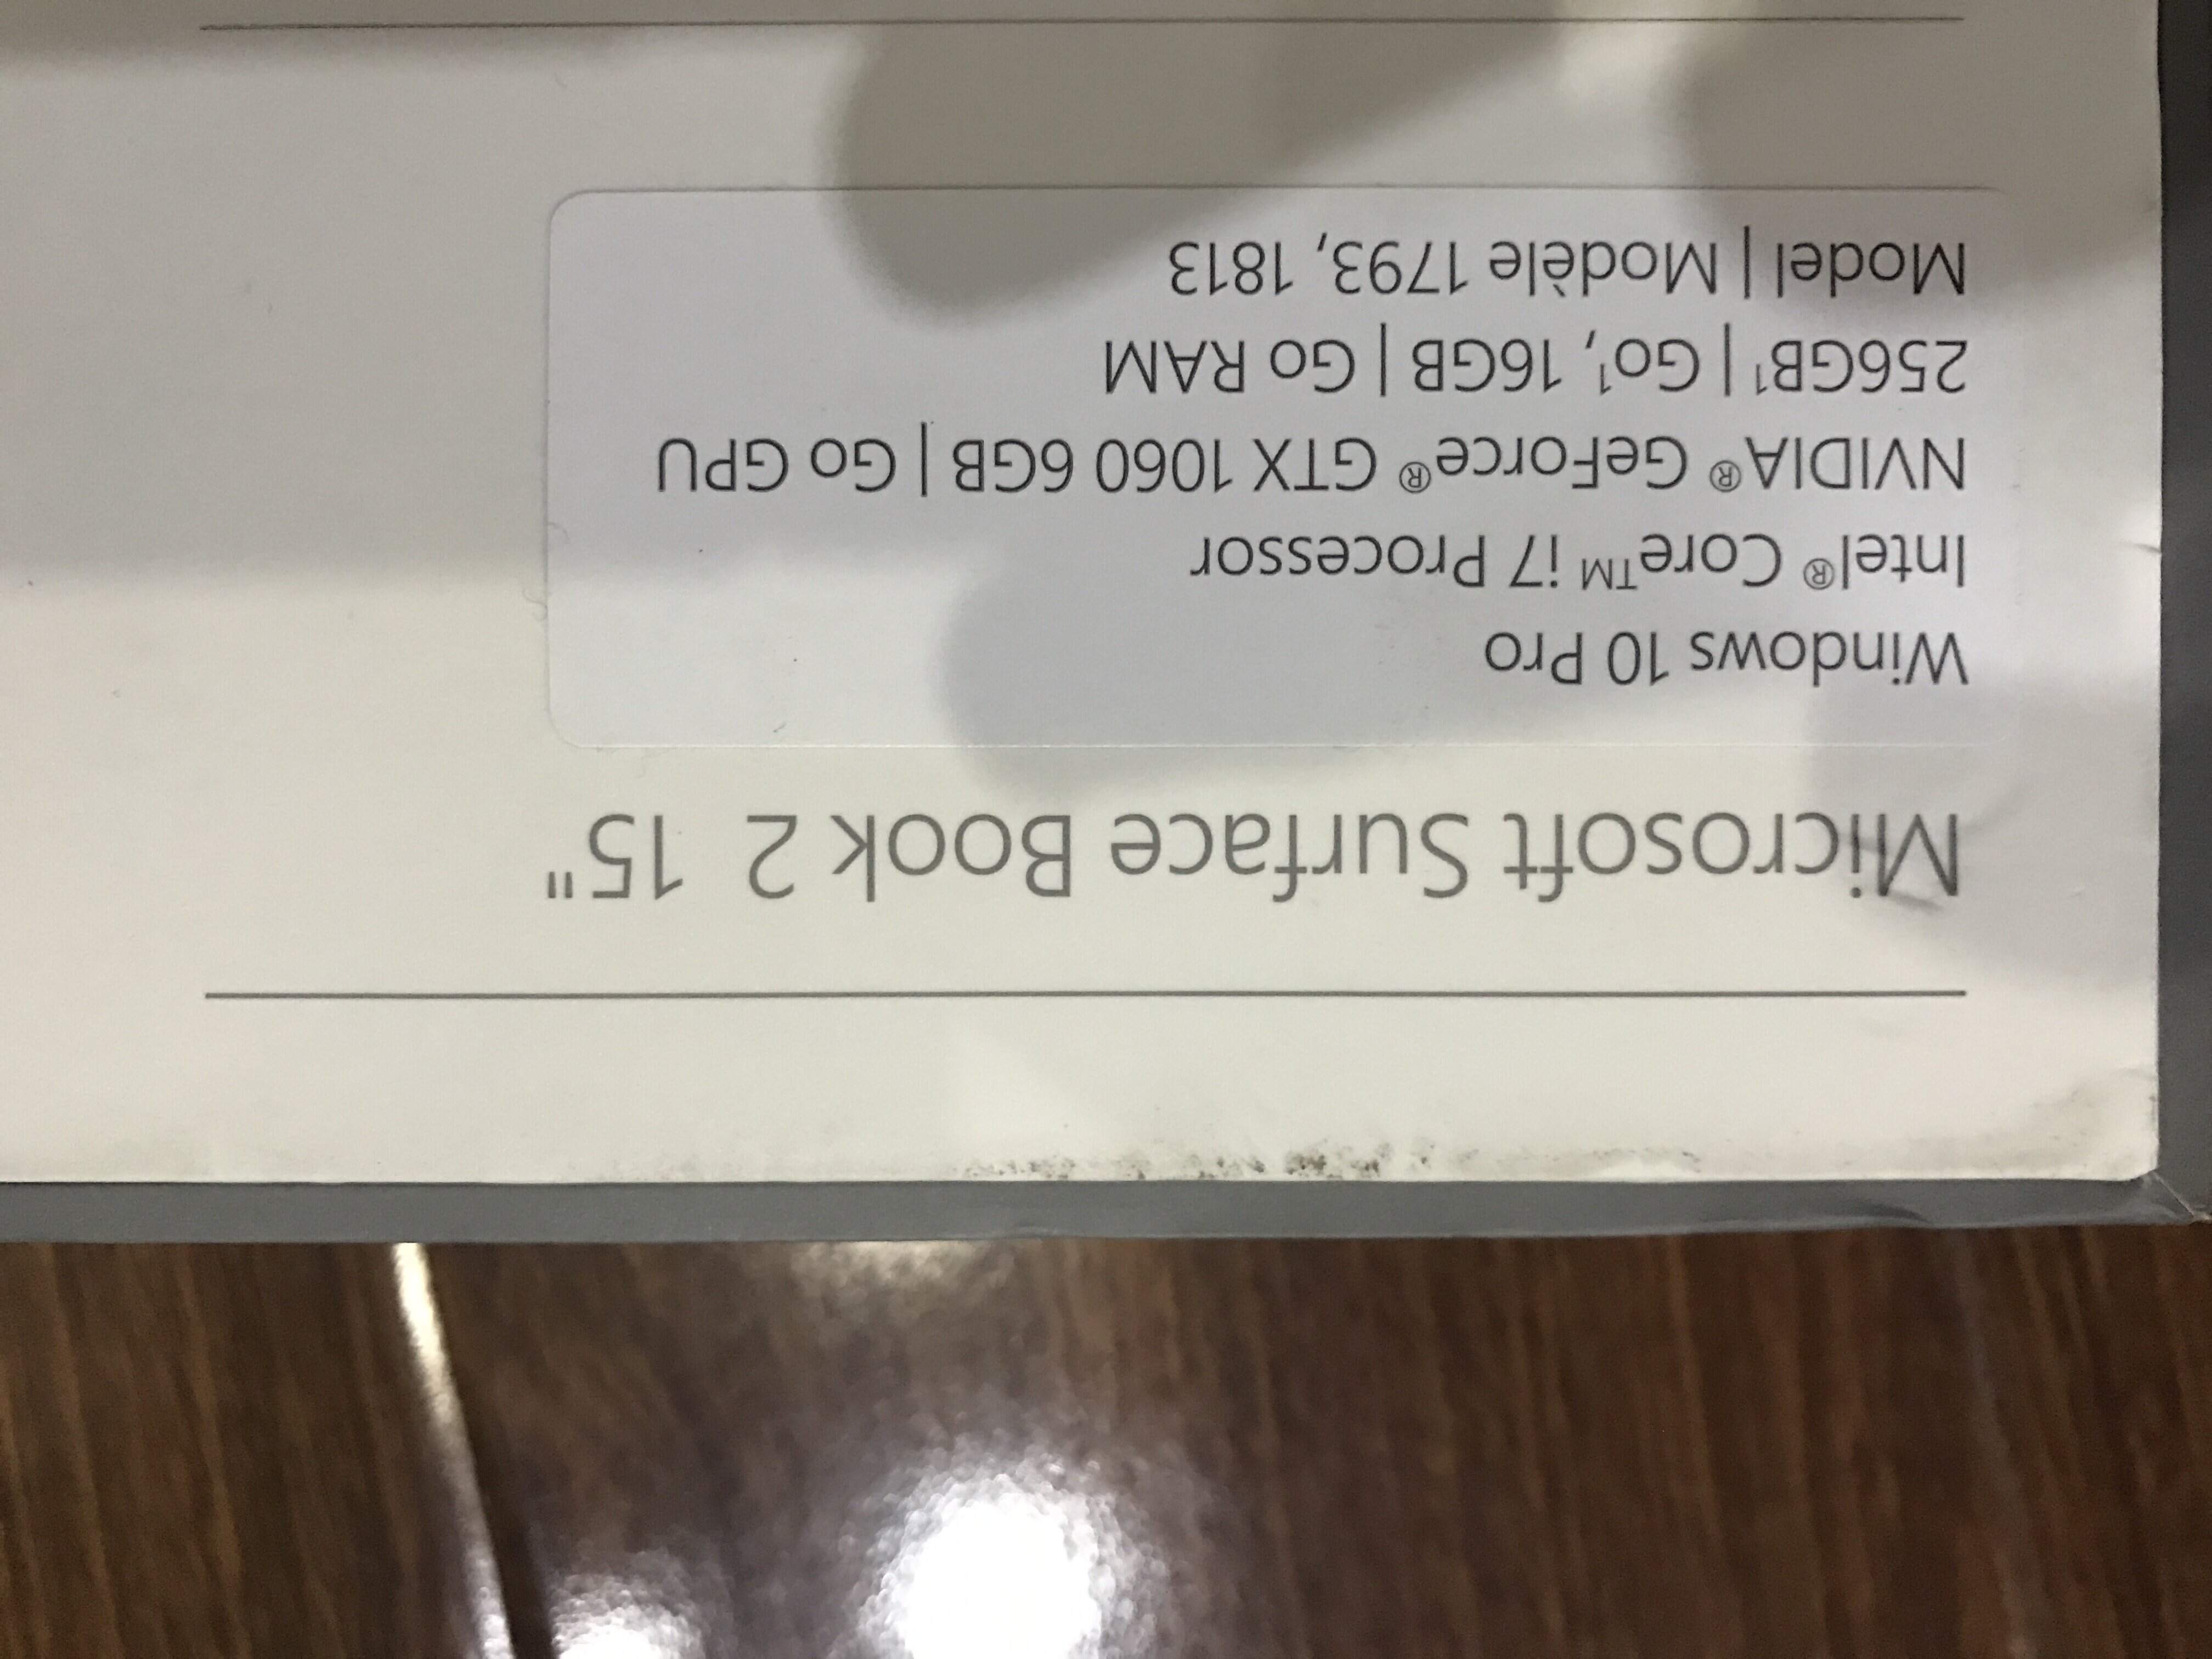 Microsoft Surface Book 2 15"
Windows 10 Pro
Intel® Core™ i7 Processor
NVIDIA® GeForce® GTX 1060 6GB | Go GPU
256GB¹ | Go¹, 16GB | Go RAM
Model | Modèle 1793, 1813